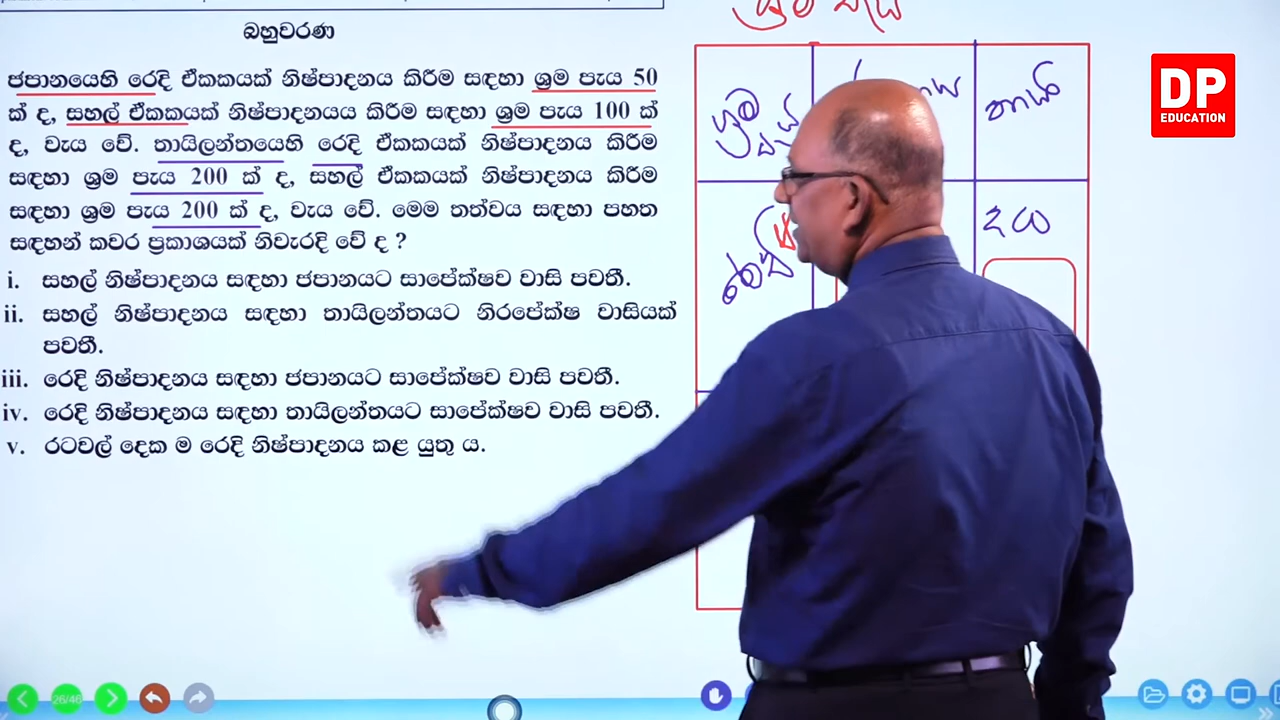 බහුවරණ
ජපානයෙහි රෙදි ඒකකයක් නිෂ්පාදනය කිරීම සඳහා ශ්‍රම පැය 50
ක් ද, සහල් ඒකකයක් නිෂ්පාදනයය කිරීම සඳහා ශ්‍රම පැය 100 ක්
ද, වැය වේ. තායිලන්තයෙහි රෙදි ඒකකයක් නිෂ්පාදනය කිරීම
සඳහා ශ්‍රම පැය 200 ක් ද, සහල් ඒකකයක් නිෂ්පාදනය කිරීම
සඳහා ශ්‍රම පැය 200 ක් ද, වැය වේ. මෙම තත්වය සඳහා පහත
සඳහන් කවර ප්‍රකාශයක් නිවැරදි වේ ද ?
i. සහල් නිෂ්පාදනය සඳහා ජපානයට සාපේක්ෂව වාසි පවතී.
ii. සහල් නිෂ්පාදනය සඳහා තායිලන්තයට නිරපේක්ෂ වාසියක්
පවතී.
iii. රෙදි නිෂ්පාදනය සඳහා ජපානයට සාපේක්ෂව වාසි පවතී.
iv. රෙදි නිෂ්පාදනය සඳහා තායිලන්තයට සාපේක්ෂව වාසි පවතී.
v. රටවල් දෙක ම රෙදි නිෂ්පාදනය කළ යුතු ය.
ශ්‍රම
තායි
DP
EDUCATION
26/46